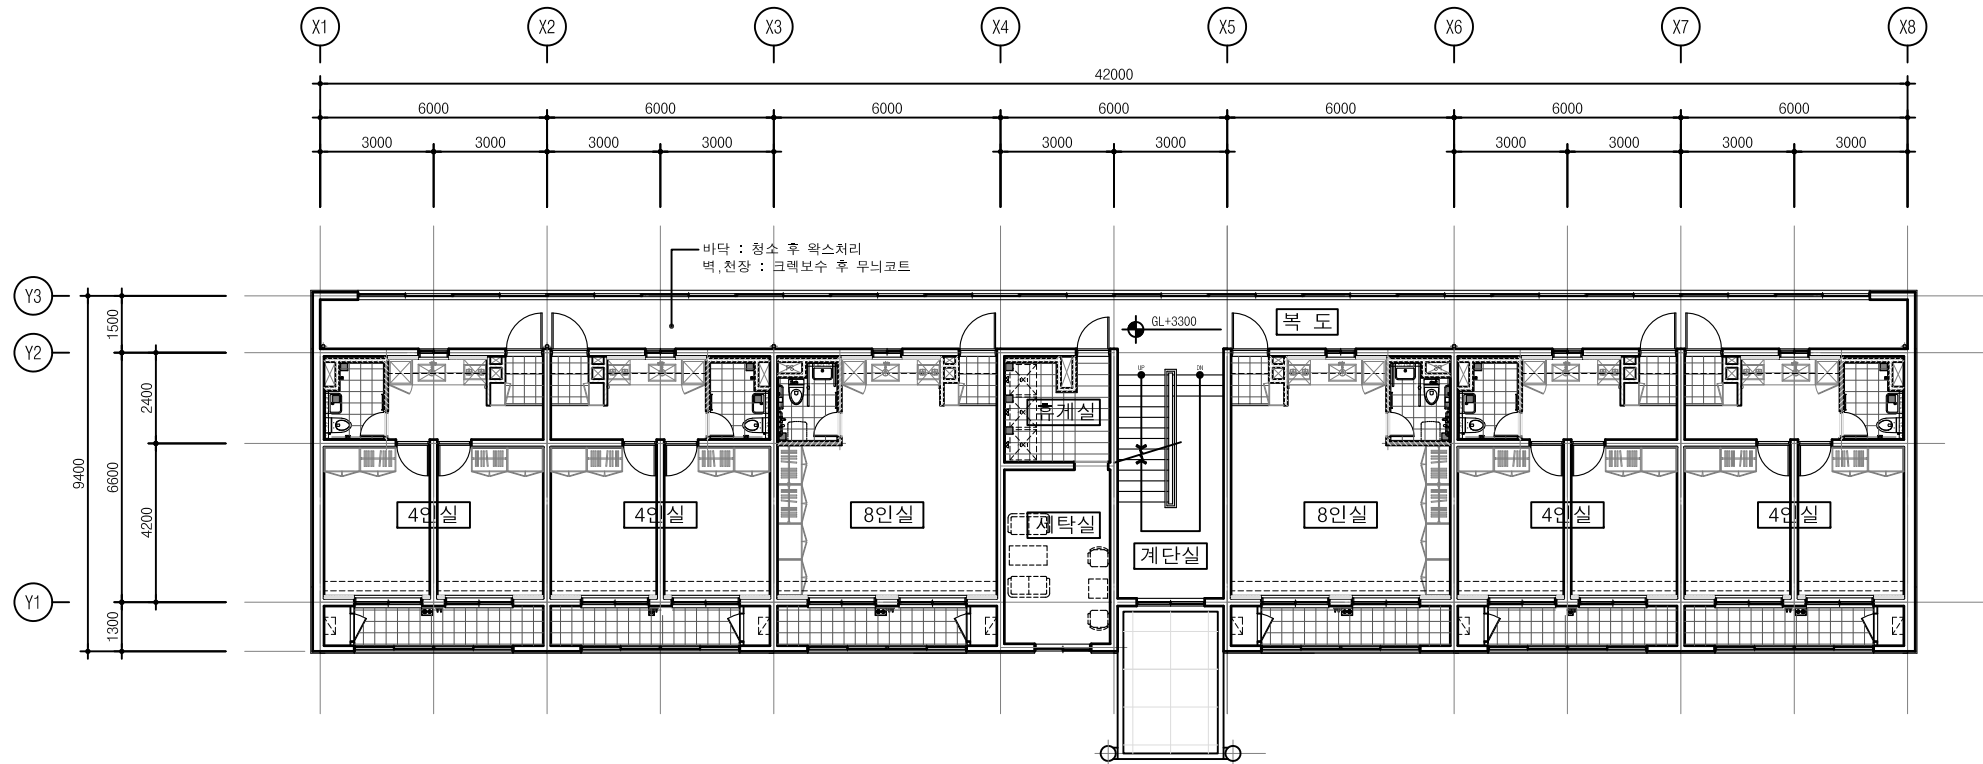 X1 X2 X3 X4 X5 X6 X7 X8
42000
6000 6000 6000 6000 6000 6000 6000
3000 3000 3000 3000 3000 3000 3000 3000 3000 3000
바닥 : 청소 후 왁스처리
벽,천장 : 크렉보수 후 무늬코트
Y3
1500
GL+3300
복 도
Y2
UP
DN
2400
휴게실
9400
6600
4200
4인실
4인실
8인실
세탁실
8인실
4인실
4인실
계단실
Y1
1300